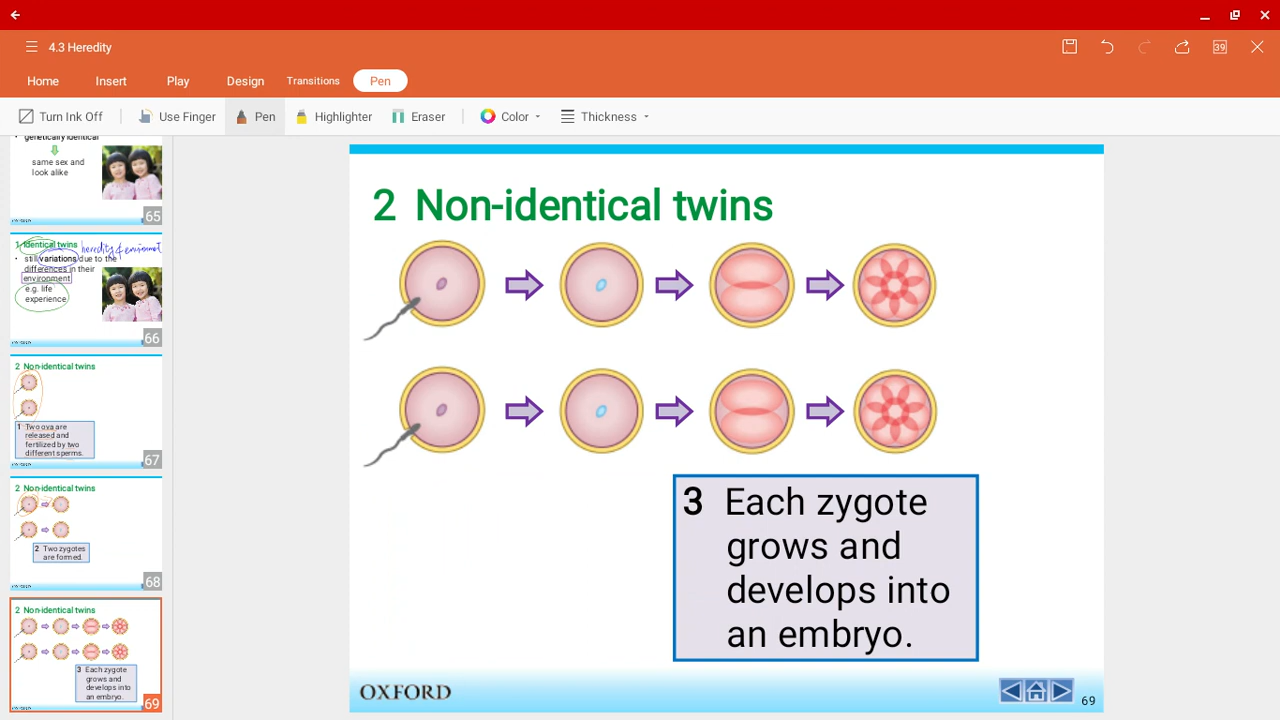 4.3 Heredity
39
Home Insert Play Design Transitions Pen
Turn Ink Off Use Finger Pen Highlighter Eraser Color Thickness
• genetically identical
same sex and
look alike
65
1 Identical twins
heredity & environment
• still variations due to the
differences in their
environment
e.g. life
experience
66
2 Non-identical twins
1 Two ova are
released and
fertilized by two
different sperms.
67
2 Non-identical twins
2 Two zygotes
are formed.
68
2 Non-identical twins
3 Each zygote
grows and
develops into
an embryo.
69
2 Non-identical twins
3 Each zygote
grows and
develops into
an embryo.
OXFORD
69